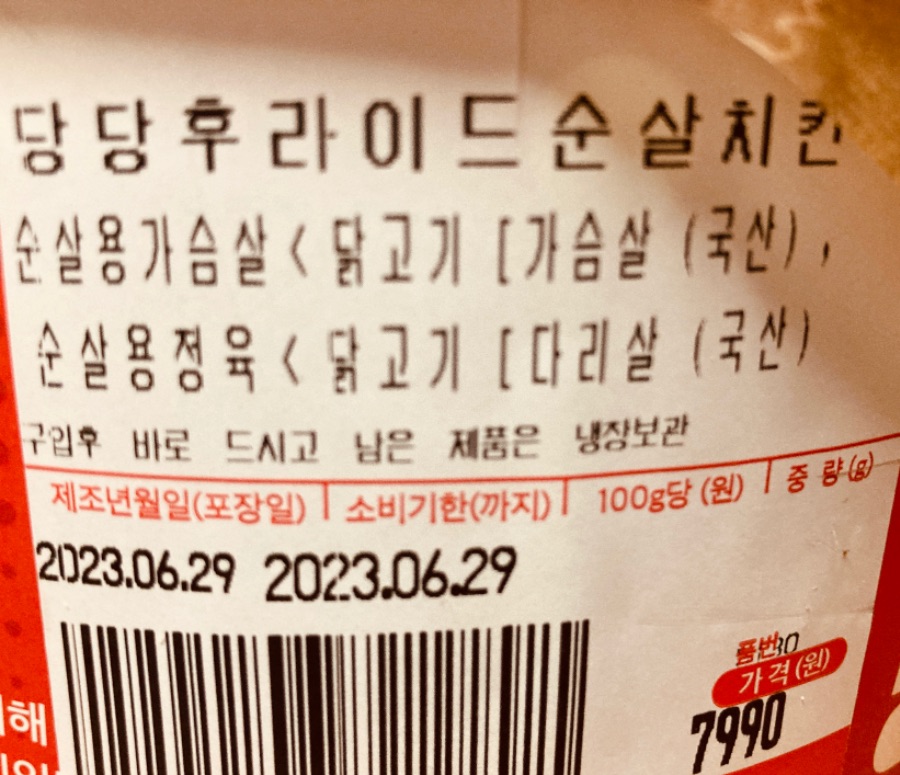 당당후라이드순살치킨
순살용가슴살 < 닭고기 [가슴살 (국산),
순살용정육 < 닭고기 [다리살 (국산)
구입후 바로 드시고 남은 제품은 냉장보관
제조년월일(포장일) 소비기한(까지) 100g당 (원) 중 량 (g)
2023.06.29 2023.06.29
품번
가격(원)
7990
해